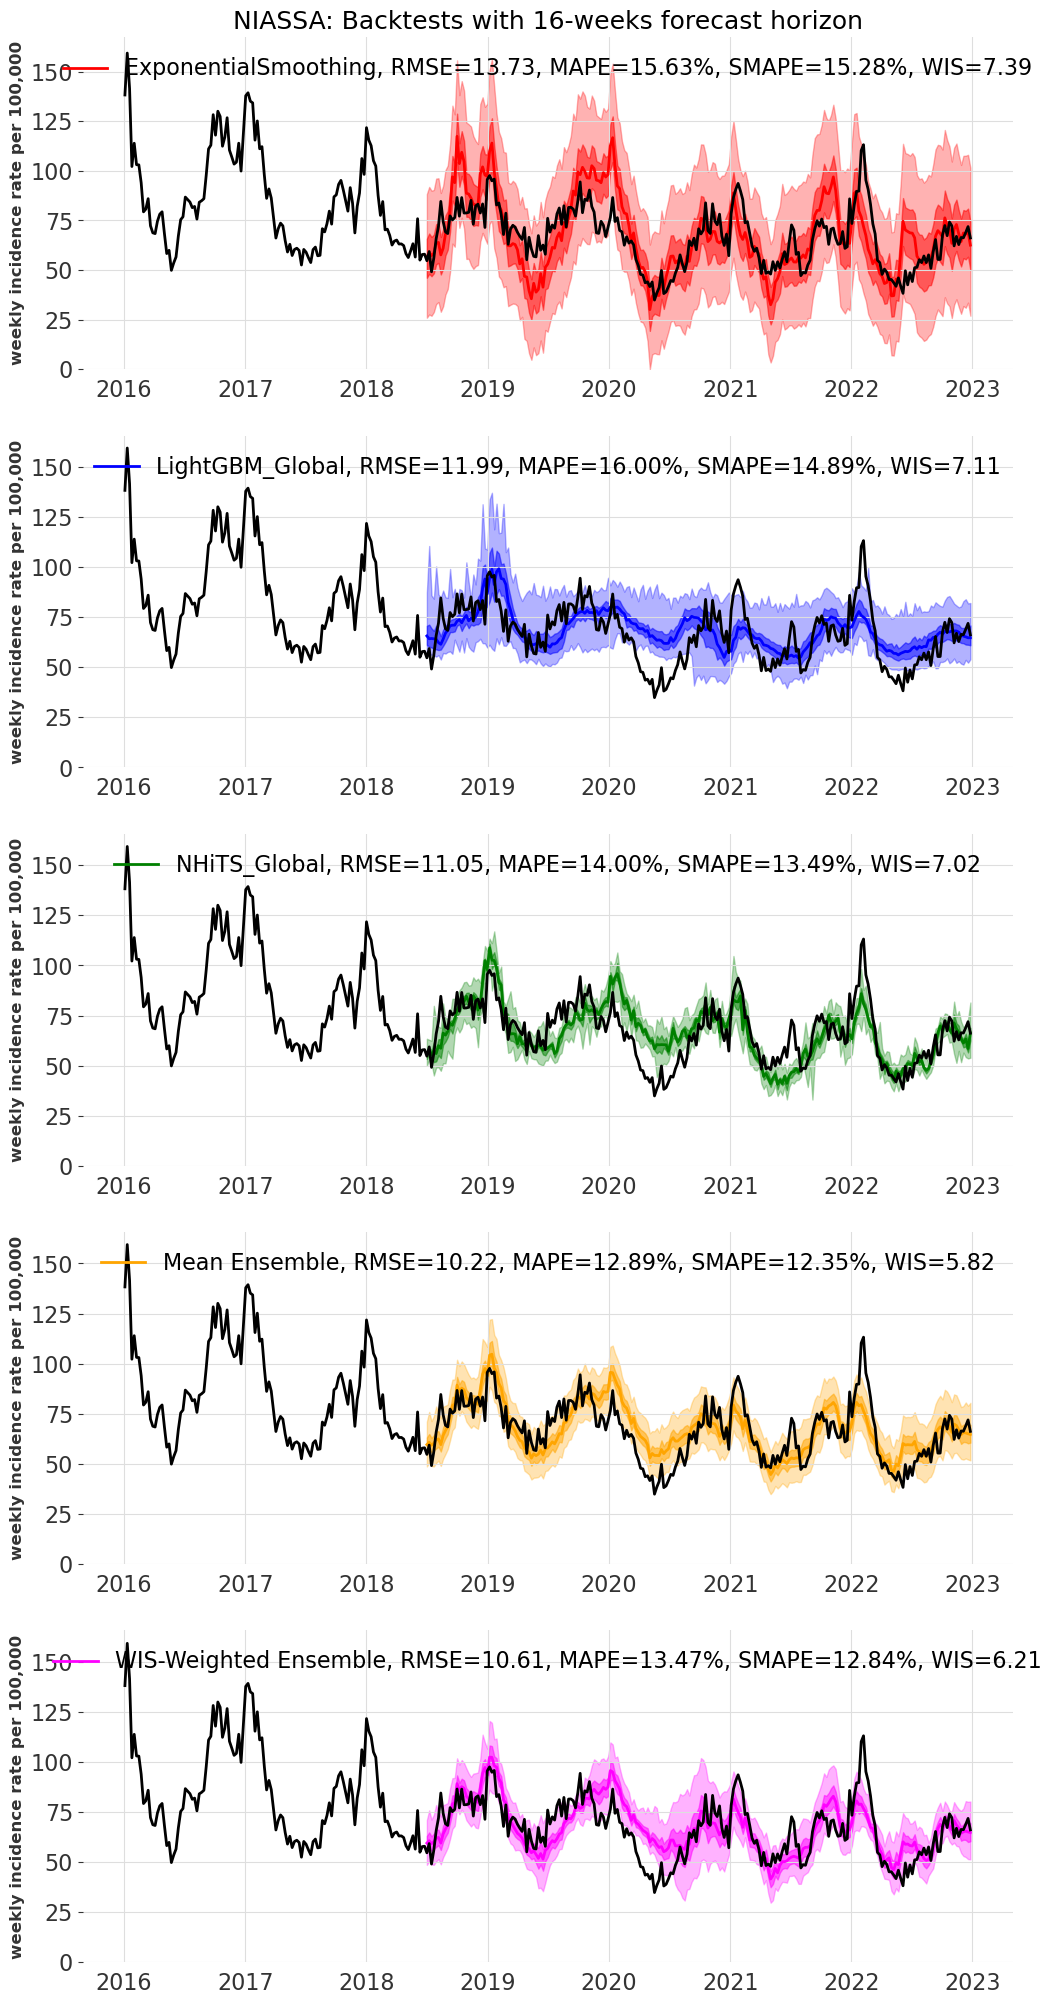 NIASSA: Backtests with 16-weeks forecast horizon
weekly incidence rate per 100,000
ExponentialSmoothing, RMSE=13.73, MAPE=15.63%, SMAPE=15.28%, WIS=7.39
150
125
100
75
50
25
0
2016 2017 2018 2019 2020 2021 2022 2023
weekly incidence rate per 100,000
LightGBM_Global, RMSE=11.99, MAPE=16.00%, SMAPE=14.89%, WIS=7.11
150
125
100
75
50
25
0
2016 2017 2018 2019 2020 2021 2022 2023
weekly incidence rate per 100,000
NHiTS_Global, RMSE=11.05, MAPE=14.00%, SMAPE=13.49%, WIS=7.02
150
125
100
75
50
25
0
2016 2017 2018 2019 2020 2021 2022 2023
weekly incidence rate per 100,000
Mean Ensemble, RMSE=10.22, MAPE=12.89%, SMAPE=12.35%, WIS=5.82
150
125
100
75
50
25
0
2016 2017 2018 2019 2020 2021 2022 2023
weekly incidence rate per 100,000
WIS-Weighted Ensemble, RMSE=10.61, MAPE=13.47%, SMAPE=12.84%, WIS=6.21
150
125
100
75
50
25
0
2016 2017 2018 2019 2020 2021 2022 2023